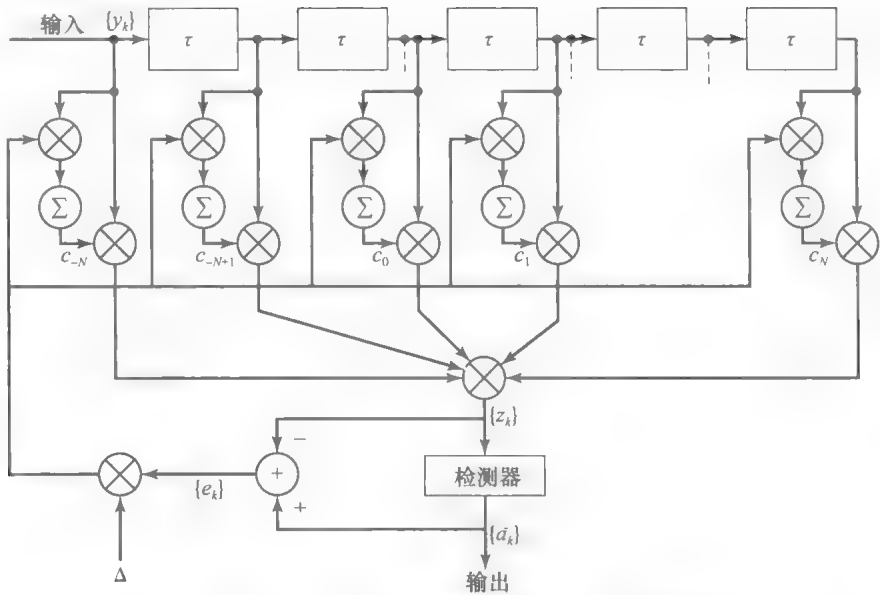 输入 {y_k}
τ τ τ τ τ
Σ Σ Σ Σ Σ
c_{-N} c_{-N+1} c_0 c_1 c_N
{z_k}
−
检测器
+
{e_k}
+
{d_k}
Δ
输出